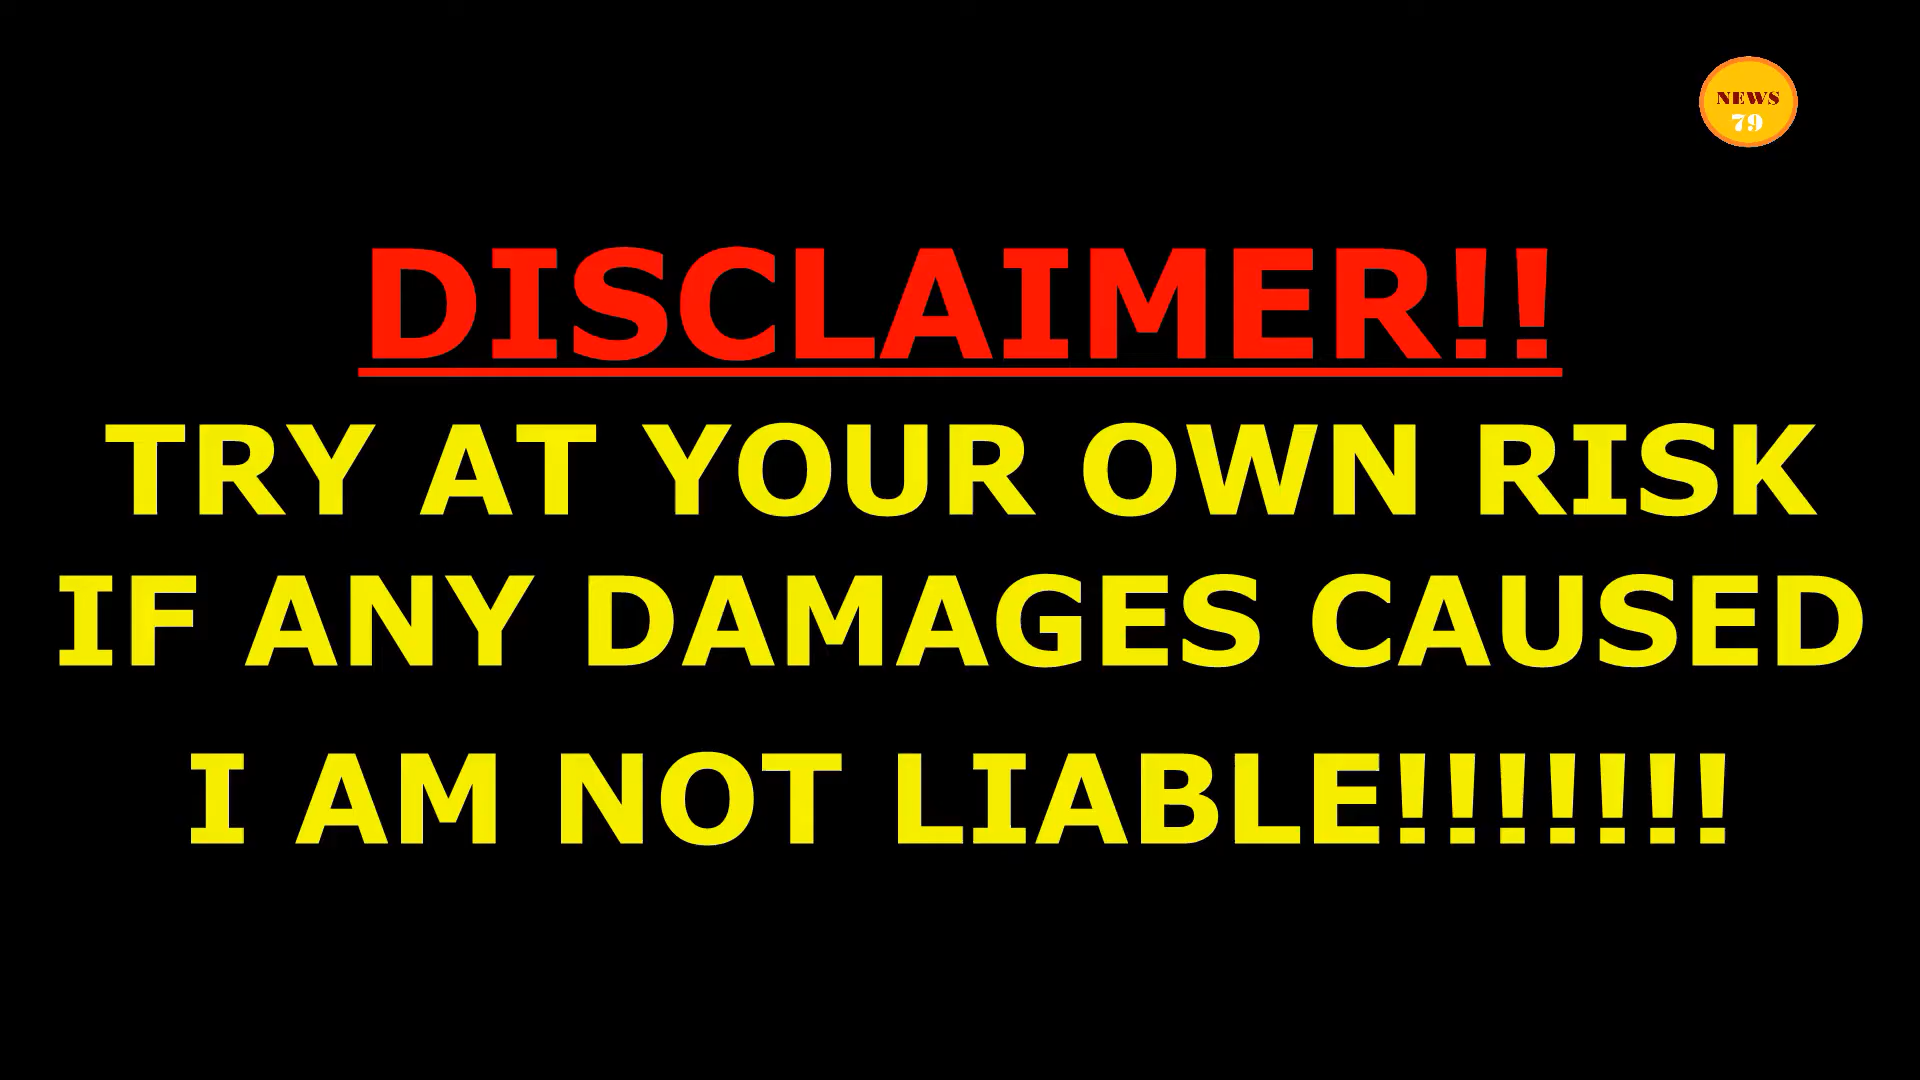 NEWS
79
DISCLAIMER!!
TRY AT YOUR OWN RISK
IF ANY DAMAGES CAUSED
I AM NOT LIABLE!!!!!!!